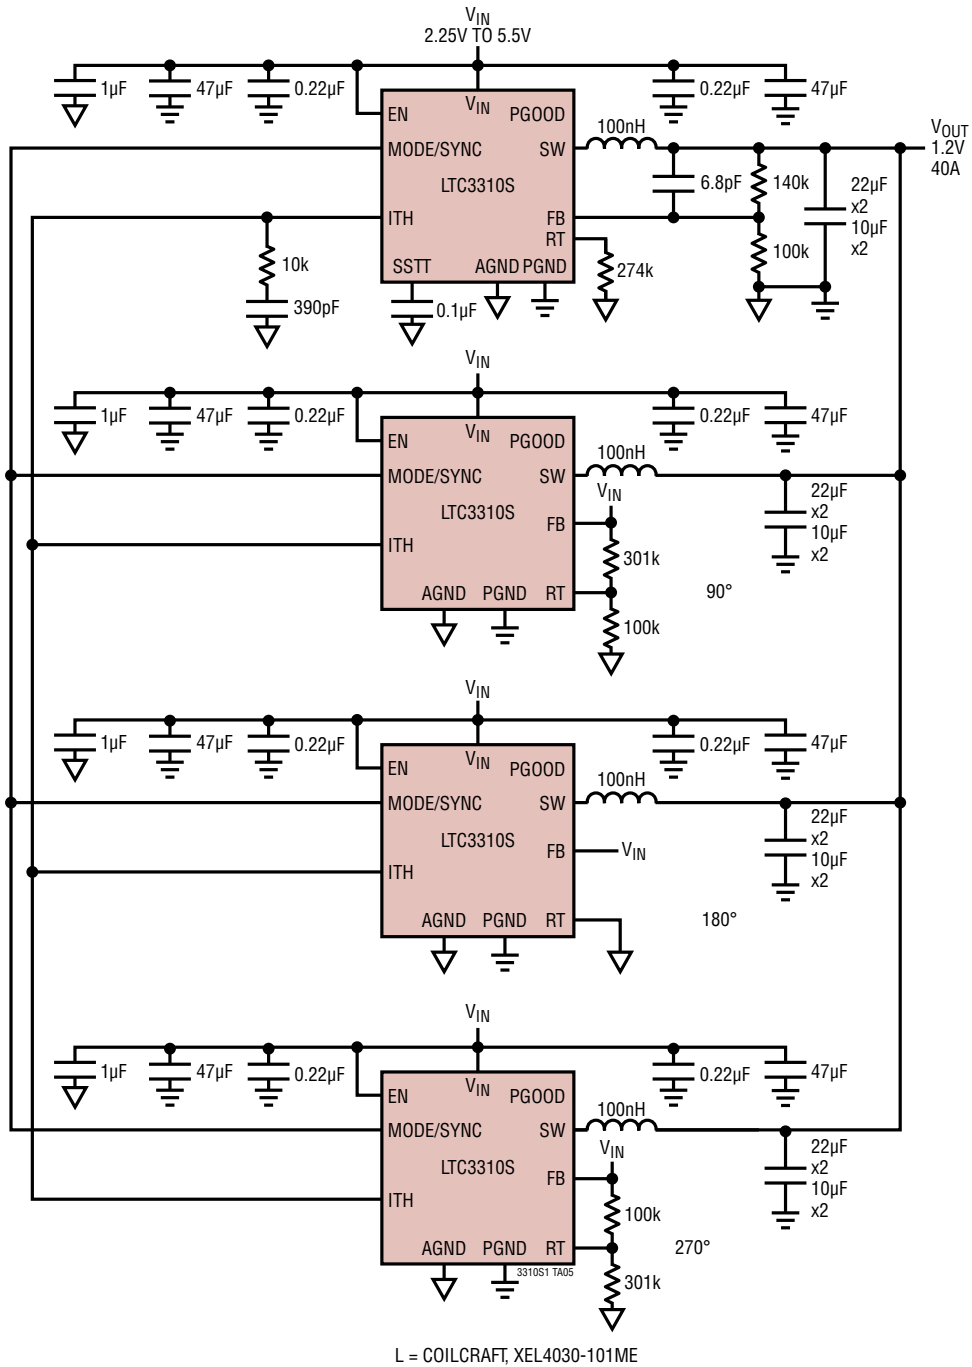 VIN
2.25V TO 5.5V
1µF
47µF
0.22µF
0.22µF
47µF
EN
VIN
PGOOD
MODE/SYNC
SW
LTC3310S
ITH
FB
RT
SSTT
AGND
PGND
100nH
6.8pF
140k
22µF
x2
10µF
x2
VOUT
1.2V
40A
10k
390pF
0.1µF
274k
100k
VIN
1µF
47µF
0.22µF
0.22µF
47µF
EN
VIN
PGOOD
MODE/SYNC
SW
LTC3310S
FB
ITH
AGND
PGND
RT
100nH
VIN
301k
100k
22µF
x2
10µF
x2
90°
VIN
1µF
47µF
0.22µF
0.22µF
47µF
EN
VIN
PGOOD
MODE/SYNC
SW
LTC3310S
FB
ITH
AGND
PGND
RT
100nH
VIN
22µF
x2
10µF
x2
180°
VIN
1µF
47µF
0.22µF
0.22µF
47µF
EN
VIN
PGOOD
MODE/SYNC
SW
LTC3310S
FB
ITH
AGND
PGND
RT
100nH
VIN
100k
301k
22µF
x2
10µF
x2
270°
3310S1 TA05
L = COILCRAFT, XEL4030-101ME